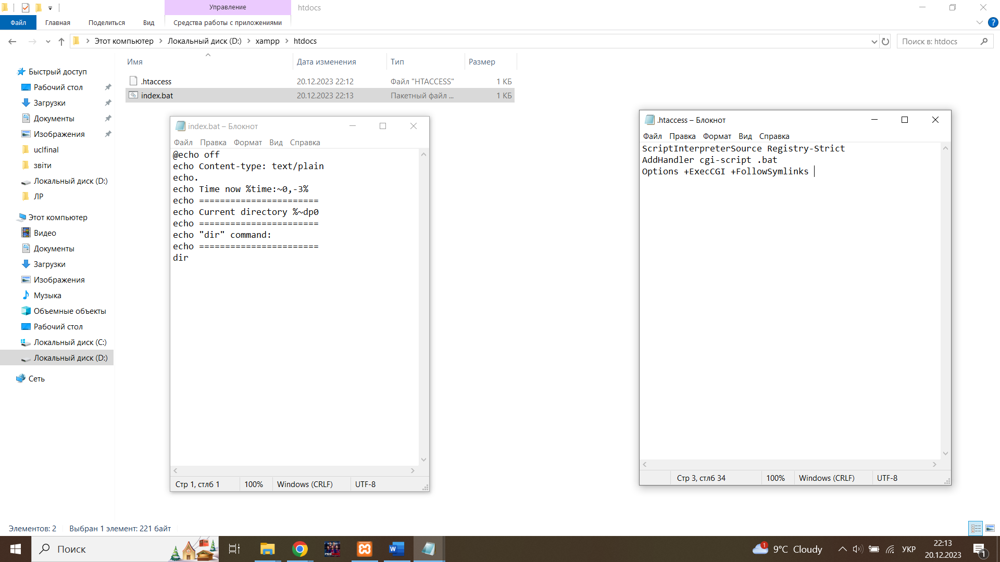 Управление
htdocs
Файл
Главная
Поделиться
Вид
Средства работы с приложениями
?
Этот компьютер
Локальный диск (D:)
xampp
htdocs
Поиск в: htdocs
Имя
Дата изменения
Тип
Размер
.htaccess
20.12.2023 22:12
Файл "HTACCESS"
1 КБ
index.bat
20.12.2023 22:13
Пакетный файл ...
1 КБ
Быстрый доступ
Рабочий стол
Загрузки
Документы
Изображения
uclfinal
звіти
Локальный диск (D:)
ЛР
Этот компьютер
Видео
Документы
Загрузки
Изображения
Музыка
Объемные объекты
Рабочий стол
Локальный диск (C:)
Локальный диск (D:)
Сеть
index.bat – Блокнот
Файл Правка Формат Вид Справка
@echo off
echo Content-type: text/plain
echo.
echo Time now %time:~0,-3%
echo =======================
echo Current directory %~dp0
echo =======================
echo "dir" command:
echo =======================
dir
Стр 1, стлб 1
100%
Windows (CRLF)
UTF-8
.htaccess – Блокнот
Файл Правка Формат Вид Справка
ScriptInterpreterSource Registry-Strict
AddHandler cgi-script .bat
Options +ExecCGI +FollowSymlinks
Стр 3, стлб 34
100%
Windows (CRLF)
UTF-8
Элементов: 2
Выбран 1 элемент: 221 байт
Поиск
1
9°C Cloudy
УКР
22:13
20.12.2023
1